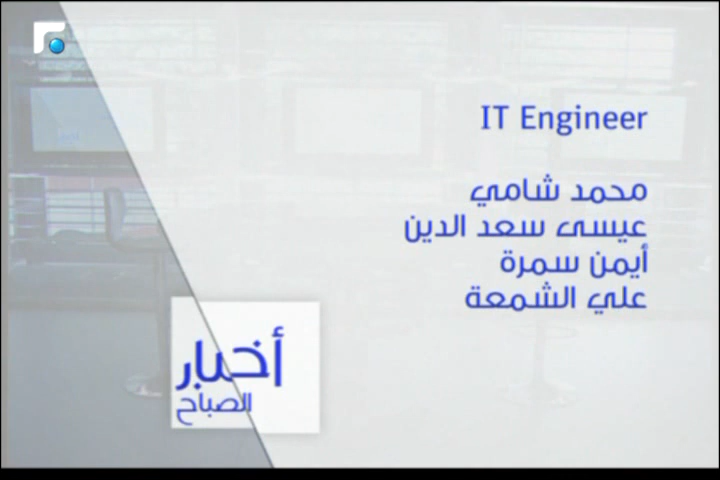 IT Engineer
محمد شامي
عيسى سعد الدين
أيمن سمرة
علي الشمعة
أخبار
الصباح